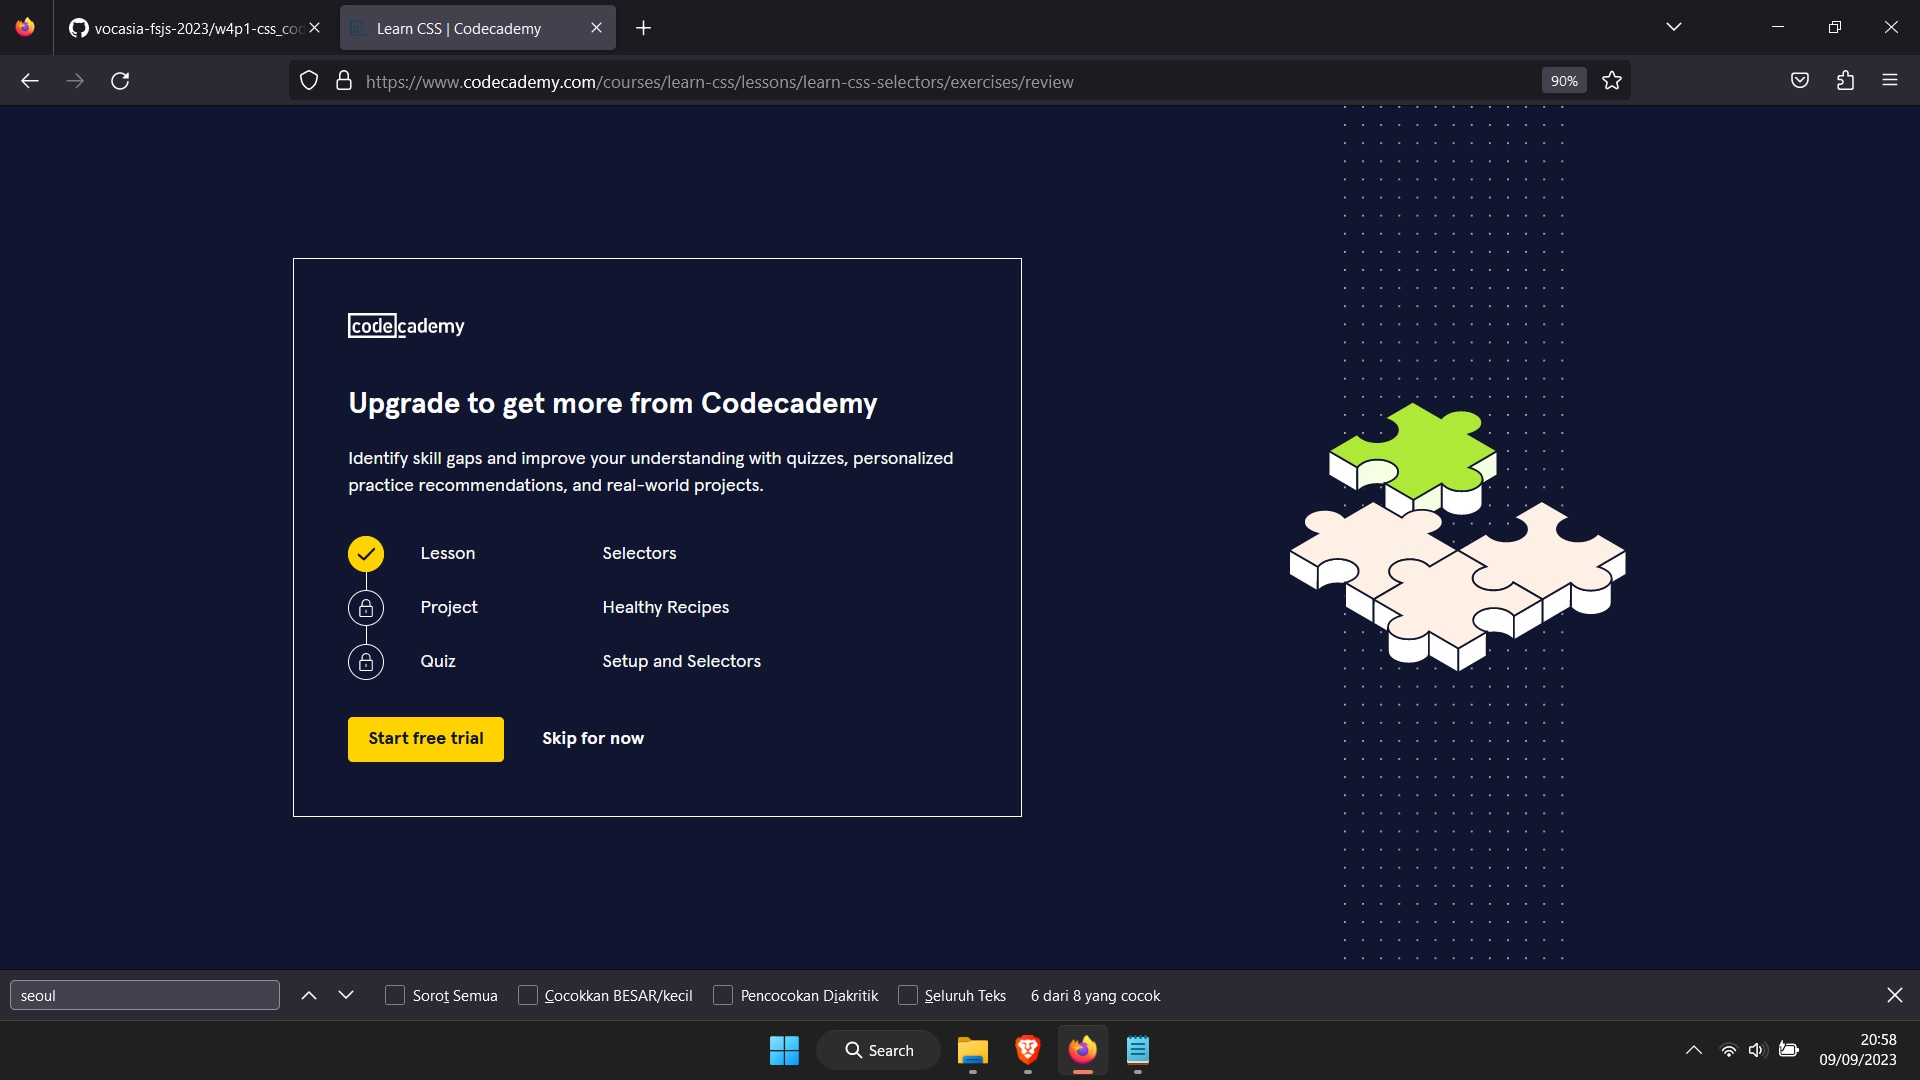 vocasia-fsjs-2023/w4p1-css_coc
Learn CSS | Codecademy
https://www.codecademy.com/courses/learn-css/lessons/learn-css-selectors/exercises/review
90%
codecademy
Upgrade to get more from Codecademy
Identify skill gaps and improve your understanding with quizzes, personalized
practice recommendations, and real-world projects.
Lesson Selectors
Project Healthy Recipes
Quiz Setup and Selectors
Start free trial Skip for now
seoul Sorot Semua Cocokkan BESAR/kecil Pencocokan Diakritik Seluruh Teks 6 dari 8 yang cocok
Search
20:58
09/09/2023